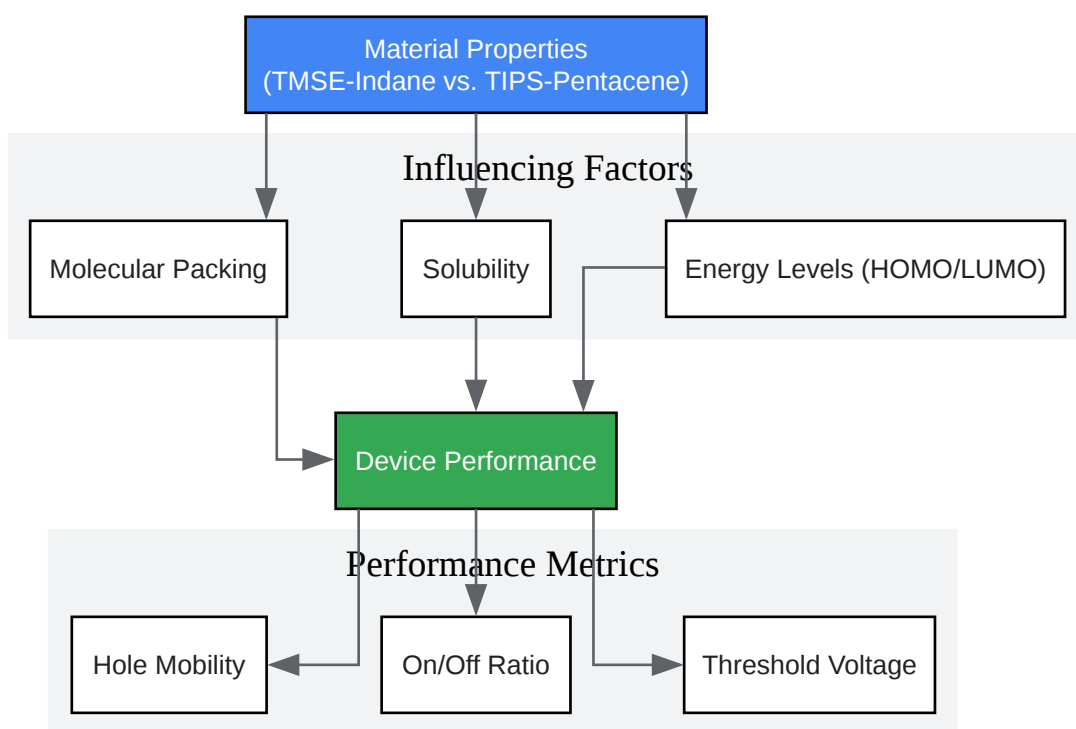 Material Properties
(TMSE-Indane vs. TIPS-Pentacene)
Influencing Factors
Molecular Packing
Solubility
Energy Levels (HOMO/LUMO)
Device Performance
Performance Metrics
Hole Mobility
On/Off Ratio
Threshold Voltage